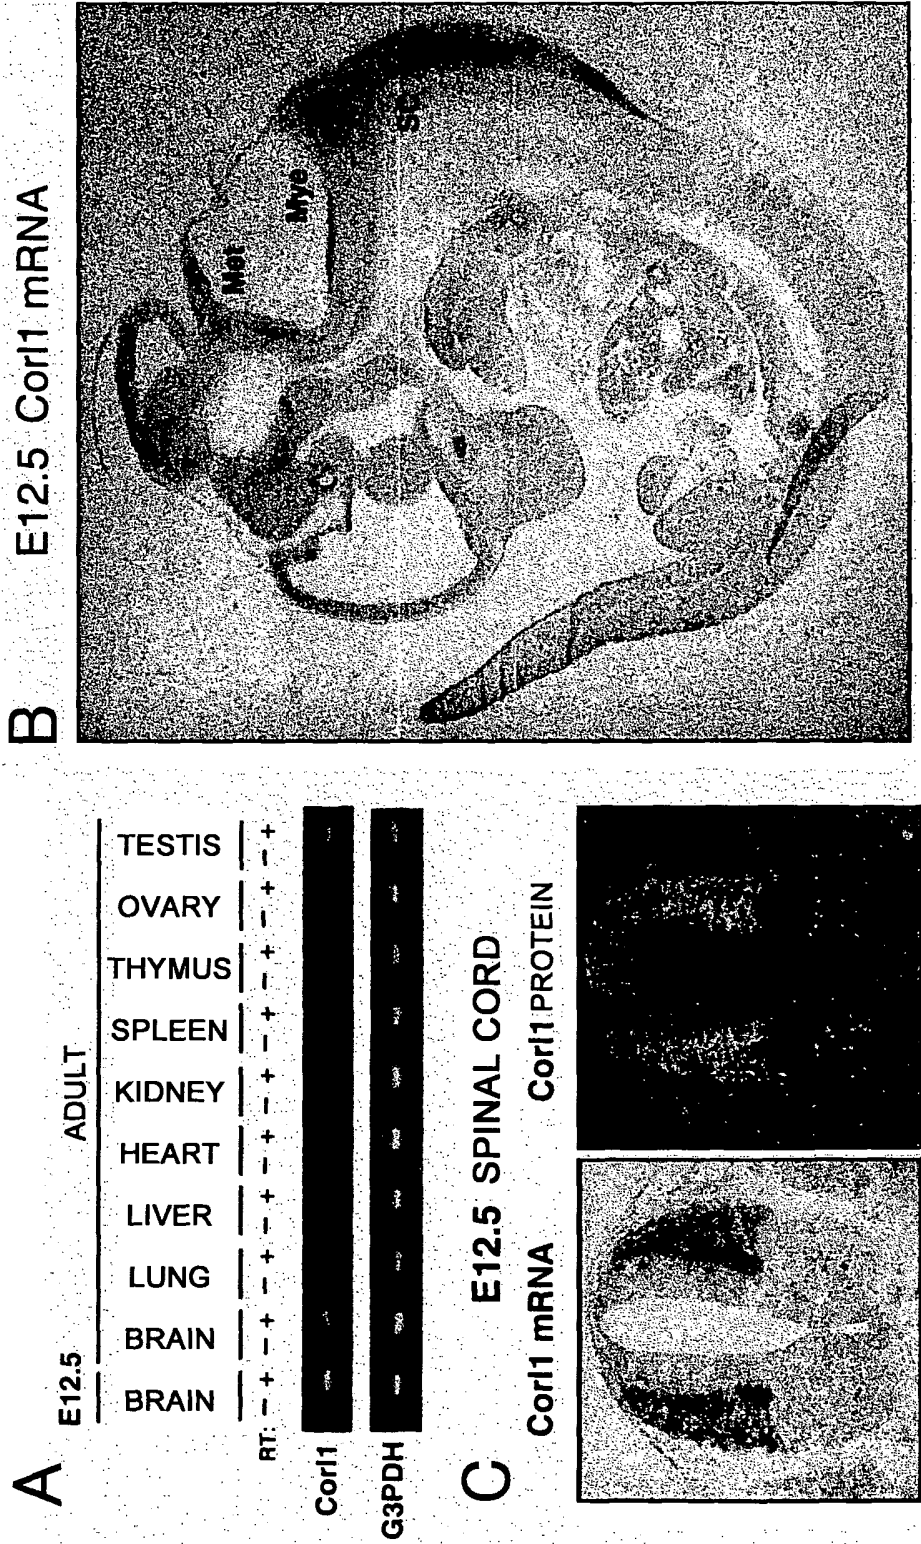 A
E12.5 ADULT
BRAIN BRAIN LUNG LIVER HEART KIDNEY SPLEEN THYMUS OVARY TESTIS
RT: − + − + − + − + − + − + − + − + − + − +
Corl1
G3PDH
B
E12.5 Corl1 mRNA
Met
Mye
SC
C
E12.5 SPINAL CORD
Corl1 mRNA Corl1 PROTEIN